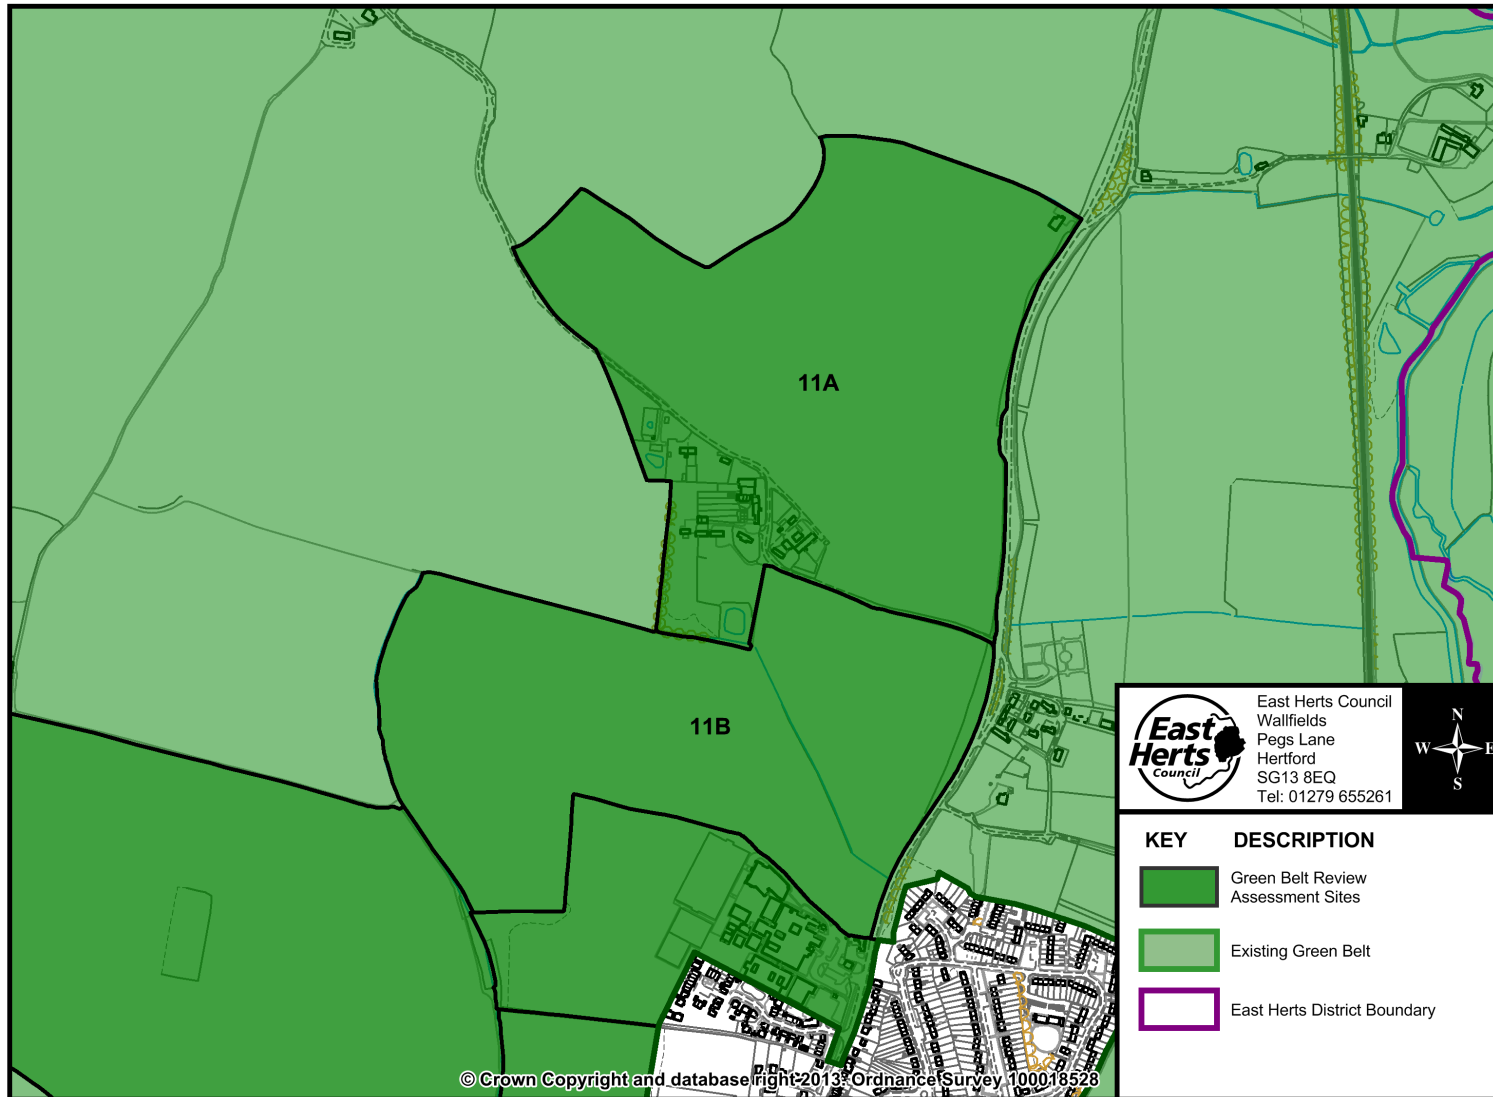 11A
11B
East
Herts
Council
East Herts Council
Wallfields
Pegs Lane
Hertford
SG13 8EQ
Tel: 01279 655261
N
W E
S
KEY DESCRIPTION
Green Belt Review
Assessment Sites
Existing Green Belt
East Herts District Boundary
© Crown Copyright and database right 2013. Ordnance Survey 100018528